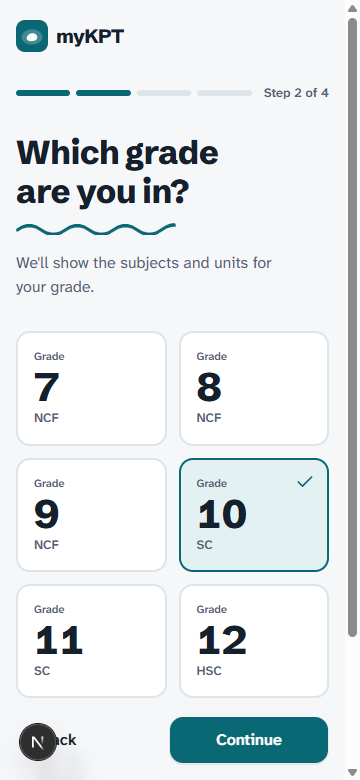 myKPT
Step 2 of 4
Which grade
are you in?
We'll show the subjects and units for
your grade.
Grade
7
NCF
Grade
8
NCF
Grade
9
NCF
Grade
10
SC
Grade
11
SC
Grade
12
HSC
N
ack
Continue